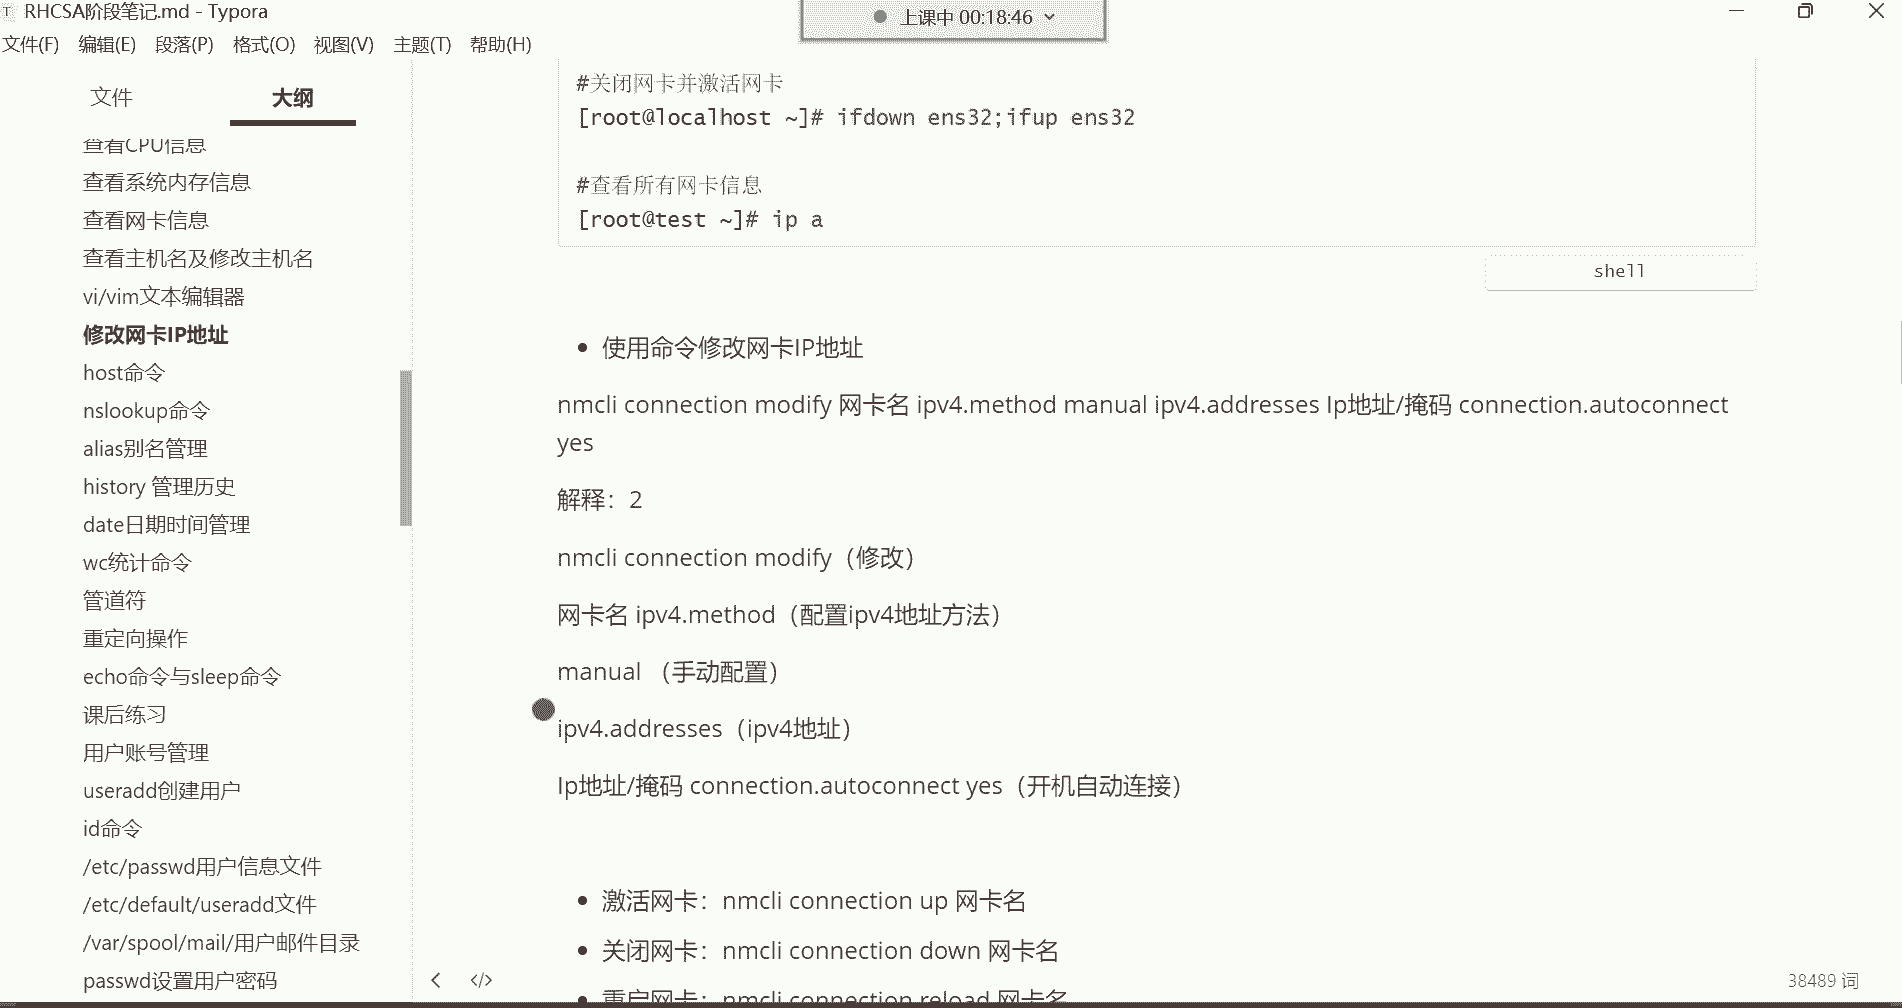 RHCSA阶段笔记.md - Typora
上课中 00:18:46
文件(F) 编辑(E) 段落(P) 格式(O) 视图(V) 主题(T) 帮助(H)
文件 大纲
查看CPU信息
查看系统内存信息
查看网卡信息
查看主机名及修改主机名
vi/vim文本编辑器
修改网卡IP地址
host命令
nslookup命令
alias别名管理
history 管理历史
date日期时间管理
wc统计命令
管道符
重定向操作
echo命令与sleep命令
课后练习
用户账号管理
useradd创建用户
id命令
/etc/passwd用户信息文件
/etc/default/useradd文件
/var/spool/mail/用户邮件目录
passwd设置用户密码
#关闭网卡并激活网卡
[root@localhost ~]# ifdown ens32;ifup ens32
#查看所有网卡信息
[root@test ~]# ip a
shell
使用命令修改网卡IP地址
nmcli connection modify 网卡名 ipv4.method manual ipv4.addresses Ip地址/掩码 connection.autoconnect
yes
解释：2
nmcli connection modify（修改）
网卡名 ipv4.method（配置ipv4地址方法）
manual （手动配置）
ipv4.addresses（ipv4地址）
Ip地址/掩码 connection.autoconnect yes（开机自动连接）
激活网卡：nmcli connection up 网卡名
关闭网卡：nmcli connection down 网卡名
重启网卡：nmcli connection reload 网卡名
38489 词